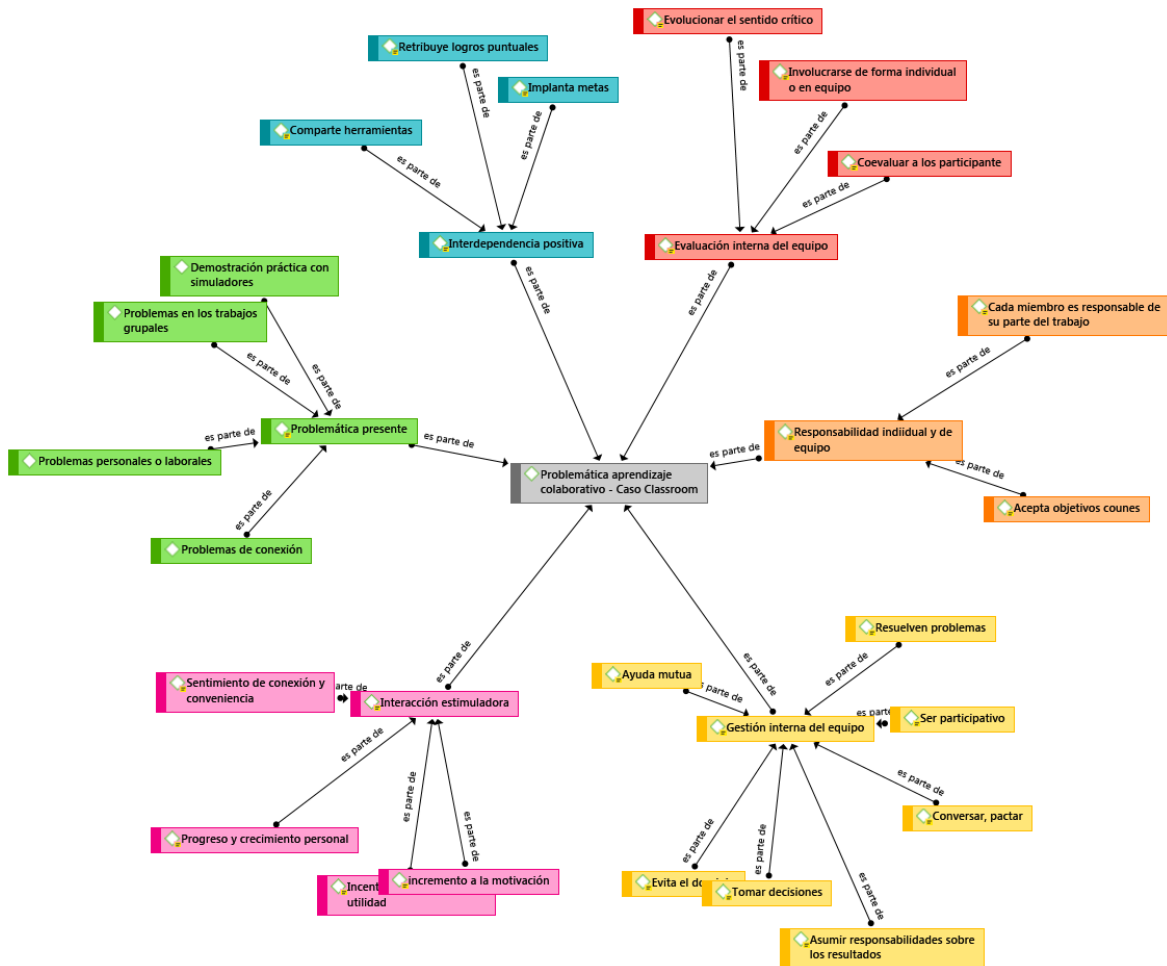 Evolucionar el sentido crítico
Retribuye logros puntuales
es parte de
Involucrarse de forma individual
o en equipo
es parte de
Implanta metas
es parte de
es parte de
Comparte herramientas
es parte de
Coevaluar a los participante
es parte de
Interdependencia positiva
Evaluación interna del equipo
Demostración práctica con
simuladores
es parte de
es parte de
Problemas en los trabajos
grupales
Cada miembro es responsable de
su parte del trabajo
es parte de
es parte de
es parte de
Problemática presente
es parte de
es parte de
Responsabilidad indiidual y de
equipo
Problemas personales o laborales
es parte de
es parte de
Problemática aprendizaje
colaborativo - Caso Classroom
es parte de
Acepta objetivos counes
Problemas de conexión
Resuelven problemas
es parte de
es parte de
es parte de
Sentimiento de conexión y
conveniencia
parte de
Interacción estimuladora
Ayuda mutua
es parte de
Gestión interna del equipo
es parte
Ser participativo
es parte de
es parte de
es parte de
es parte de
Conversar, pactar
Progreso y crecimiento personal
es parte de
es parte de
incremento a la motivación
utilidad
Evita el
Tomar decisiones
es parte de
Asumir responsabilidades sobre
los resultados